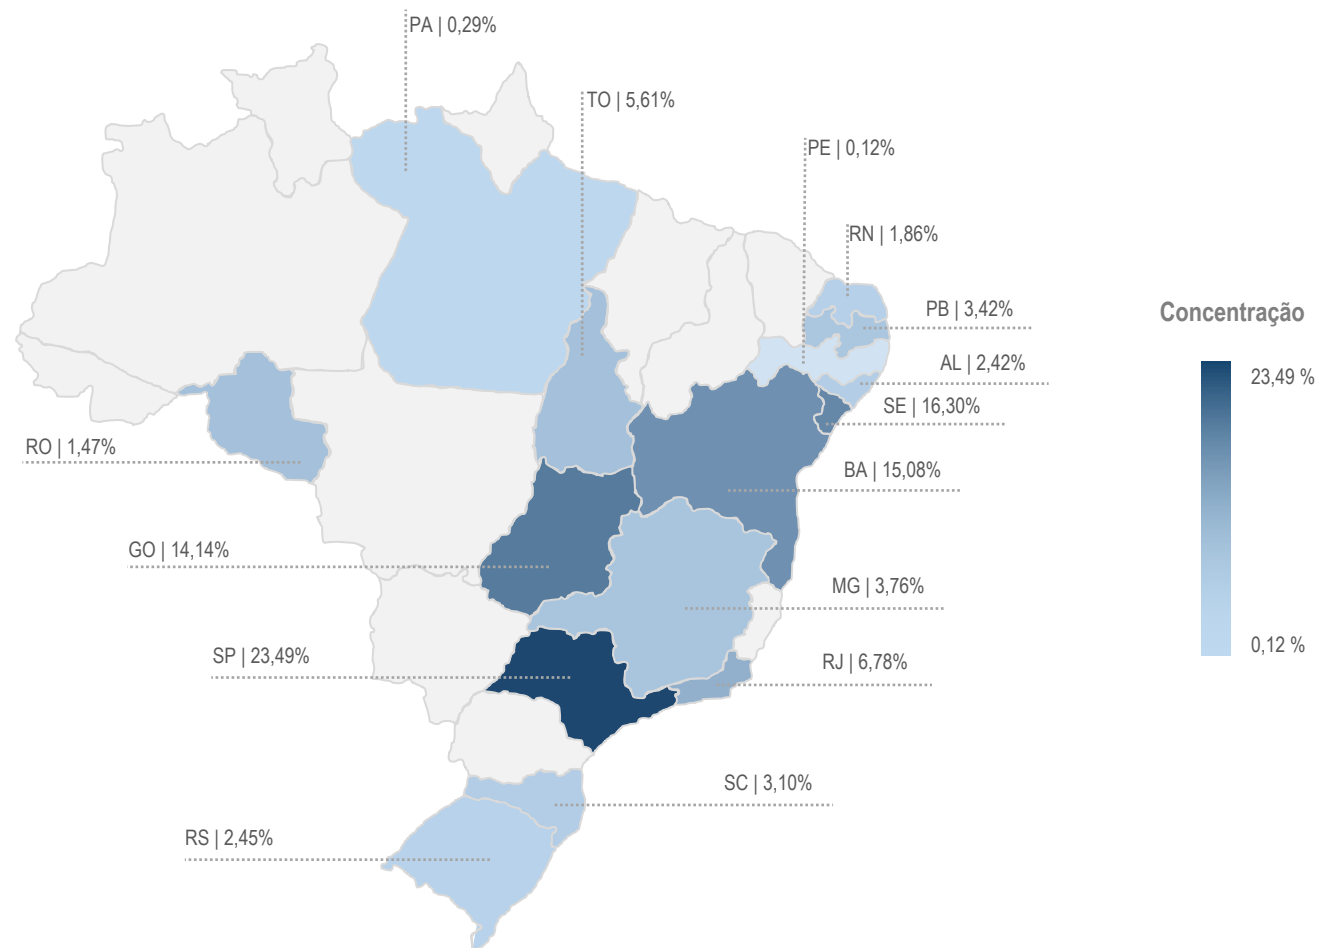 PA | 0,29%
TO | 5,61%
PE | 0,12%
RN | 1,86%
PB | 3,42%
AL | 2,42%
SE | 16,30%
RO | 1,47%
BA | 15,08%
GO | 14,14%
MG | 3,76%
SP | 23,49%
RJ | 6,78%
SC | 3,10%
RS | 2,45%
Concentração
23,49 %
0,12 %